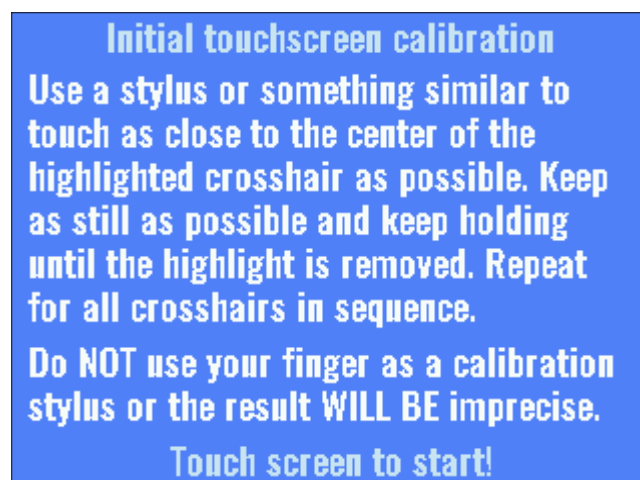 Initial touchscreen calibration
Use a stylus or something similar to
touch as close to the center of the
highlighted crosshair as possible. Keep
as still as possible and keep holding
until the highlight is removed. Repeat
for all crosshairs in sequence.
Do NOT use your finger as a calibration
stylus or the result WILL BE imprecise.
Touch screen to start!